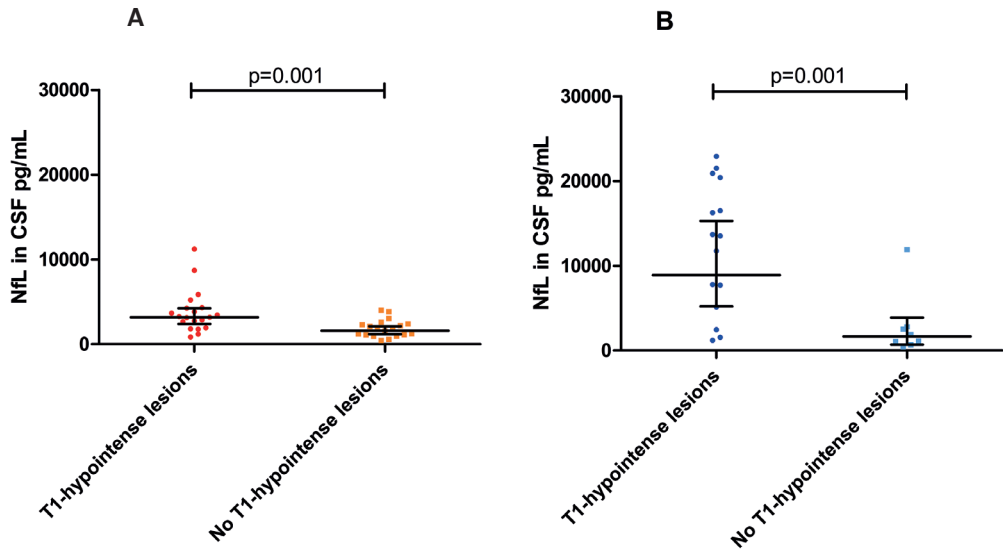 A
p=0.001
NfL in CSF pg/mL
30000
20000
10000
0
T1-hypointense lesions
No T1-hypointense lesions
B
p=0.001
NfL in CSF pg/mL
30000
20000
10000
0
T1-hypointense lesions
No T1-hypointense lesions